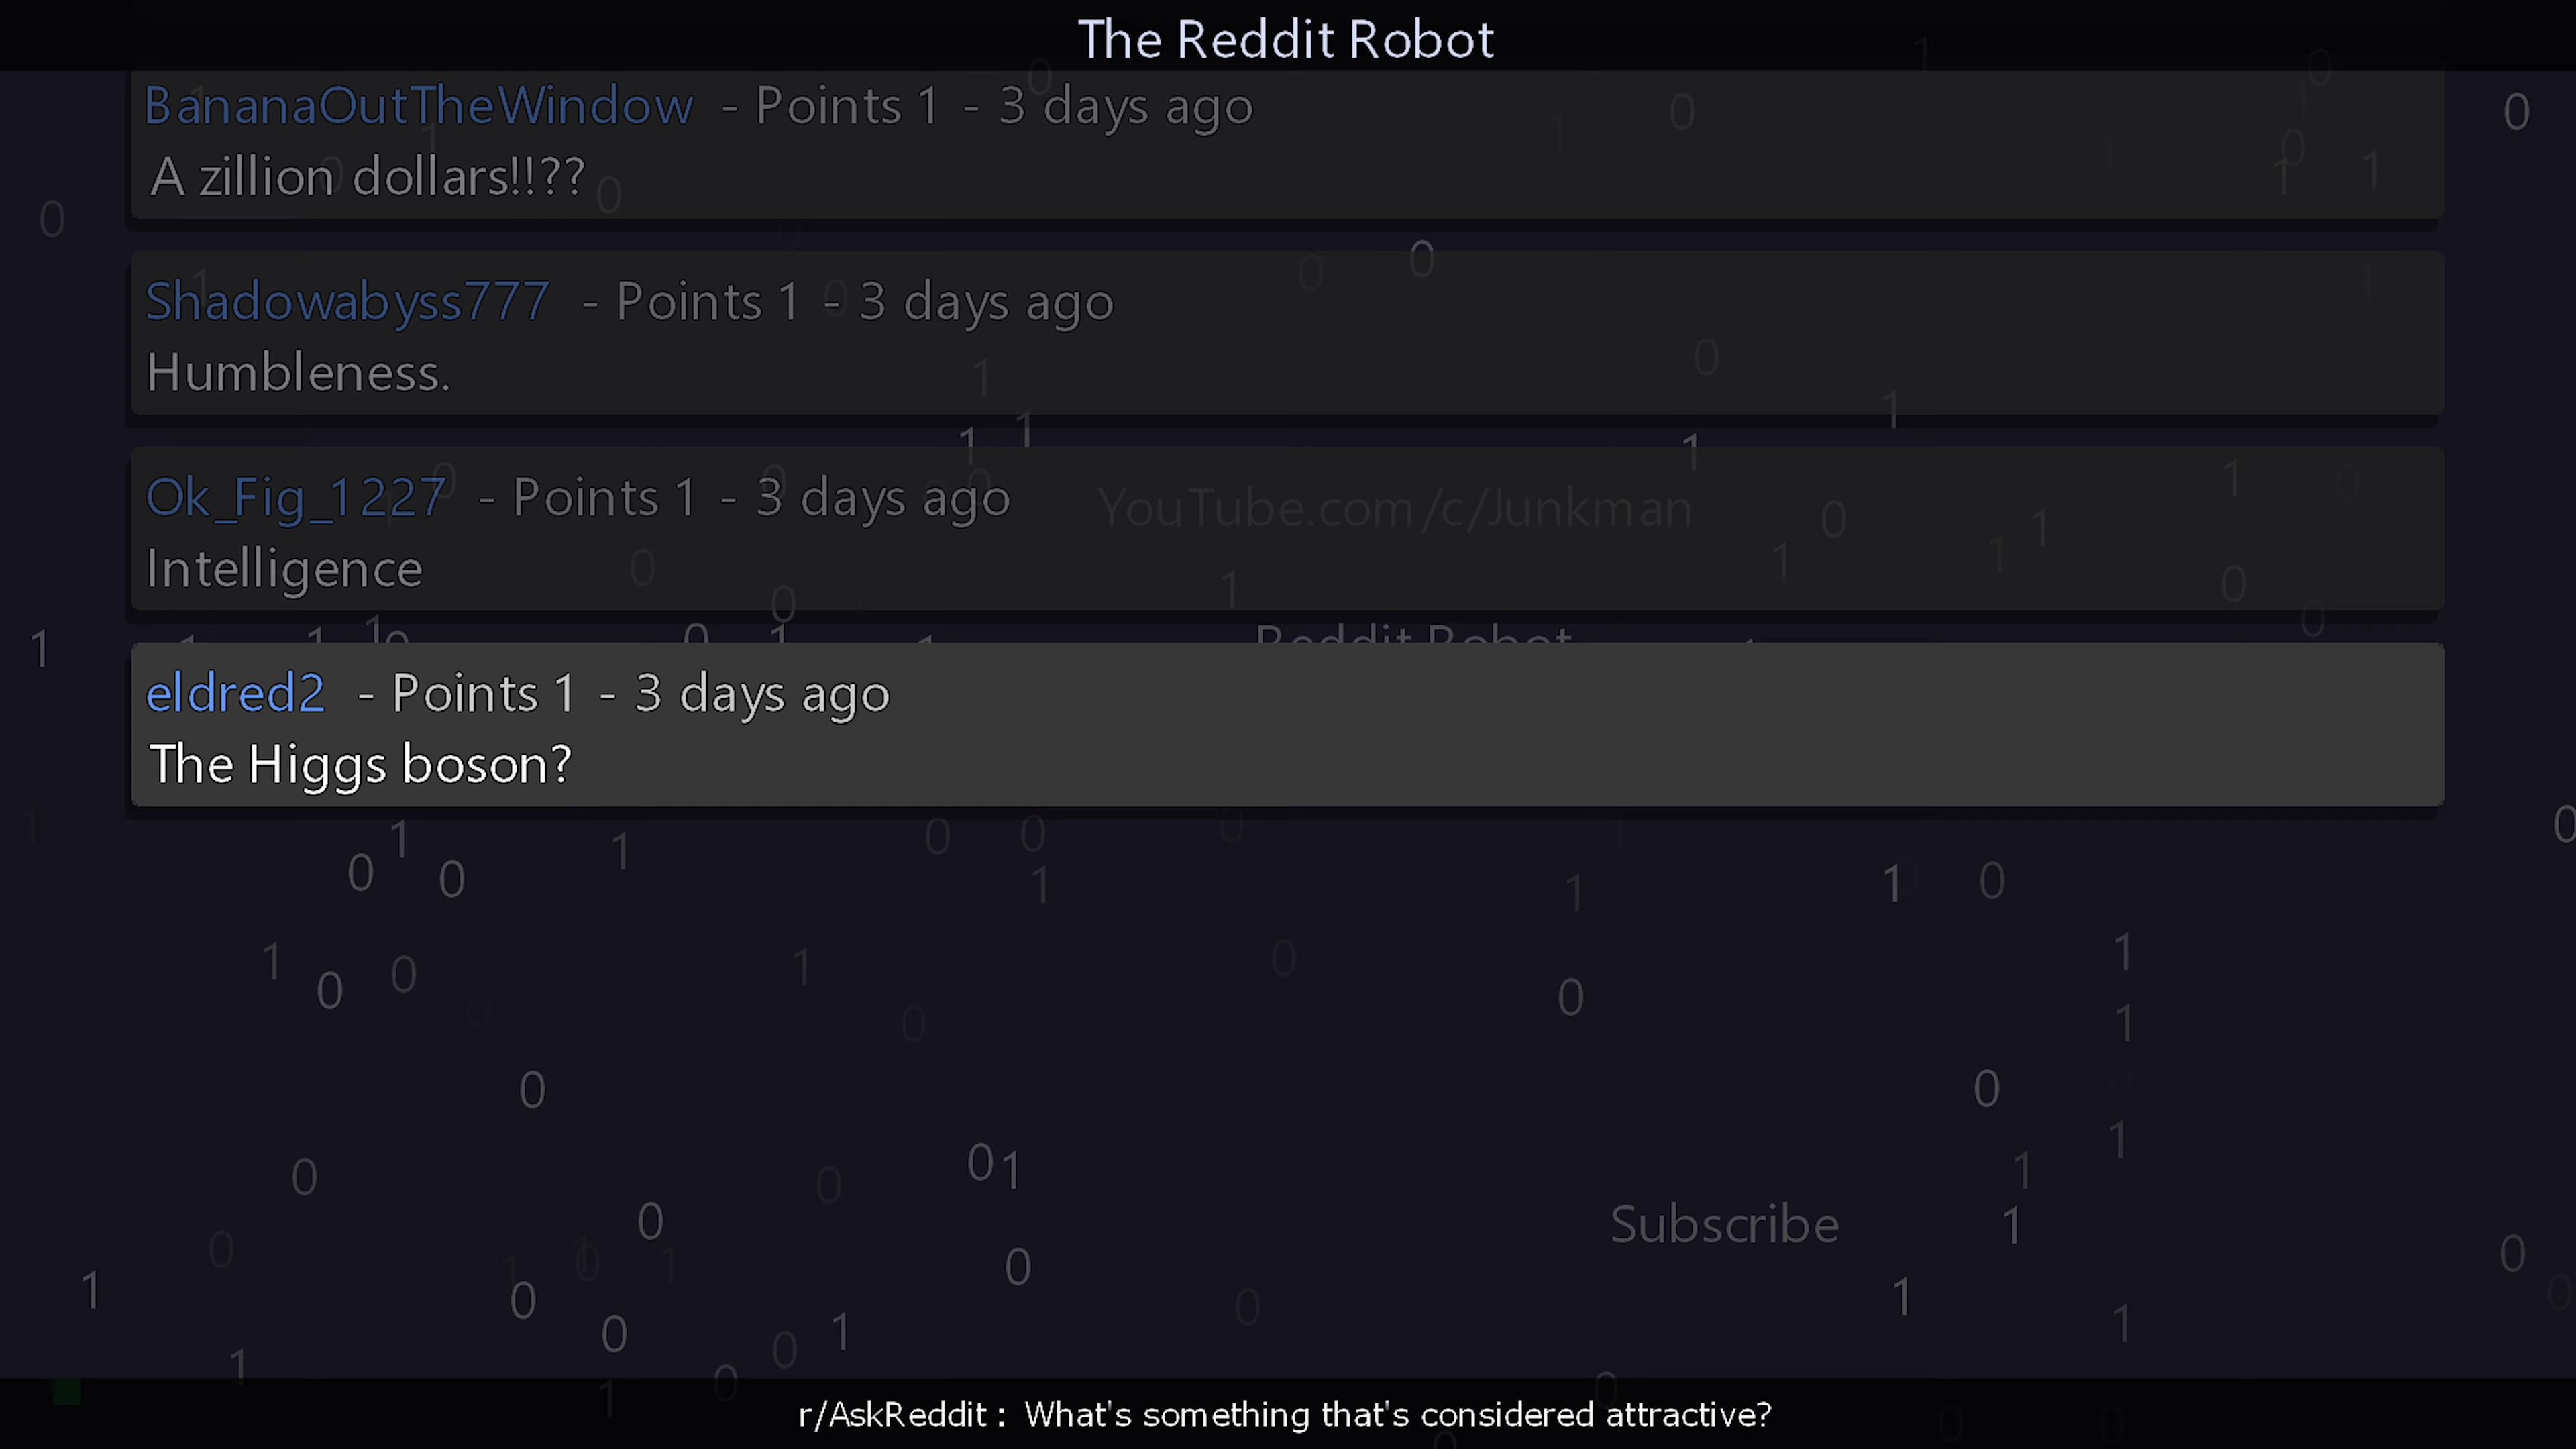 The Reddit Robot
BananaOutTheWindow - Points 1 - 3 days ago
A zillion dollars!!??
Shadowabyss777 - Points 1 - 3 days ago
Humbleness.
Ok_Fig_1227 - Points 1 - 3 days ago
YouTube.com/c/Junkman
Intelligence
Reddit Robot
eldred2 - Points 1 - 3 days ago
The Higgs boson?
Subscribe
r/AskReddit : What's something that's considered attractive?